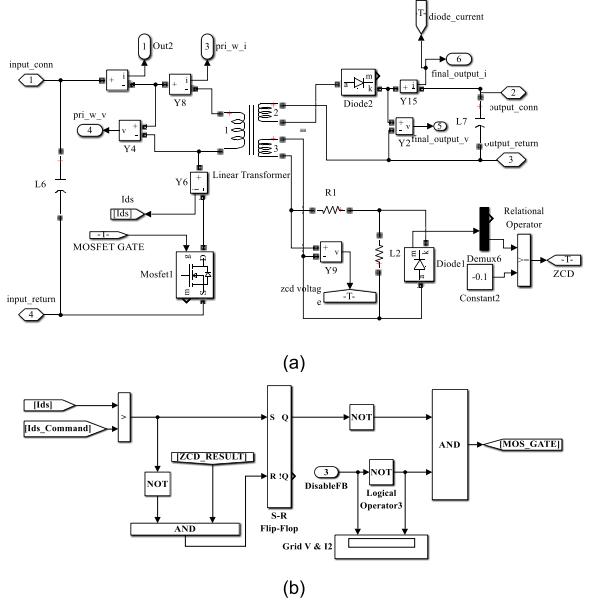 T-
diode_current
input_conn
1
Out2
3
pri_w_i
6
final_output_i
i
Y8
pri_w_v
4
v
Y4
1
2
3
Linear Transformer
m
k
Diode2
i
Y15
2
output_conn
L7
v
Y2
5
final_output_v
output_return
3
L6
Y6
Ids
[Ids]
-T-
MOSFET GATE
g
D
S
m
Mosfet1
input_return
4
R1
v
Y9
zcd voltag
e
-T-
L2
m
a
k
Diode1
Demux6
Relational
Operator
-0.1
Constant2
>=
-T-
ZCD
(a)
[Ids]
[Ids_Command]
>
[ZCD_RESULT]
NOT
AND
S Q
R !Q
S-R
Flip-Flop
NOT
3
DisableFB
NOT
Logical
Operator3
Grid V & I2
AND
[MOS_GATE]
(b)